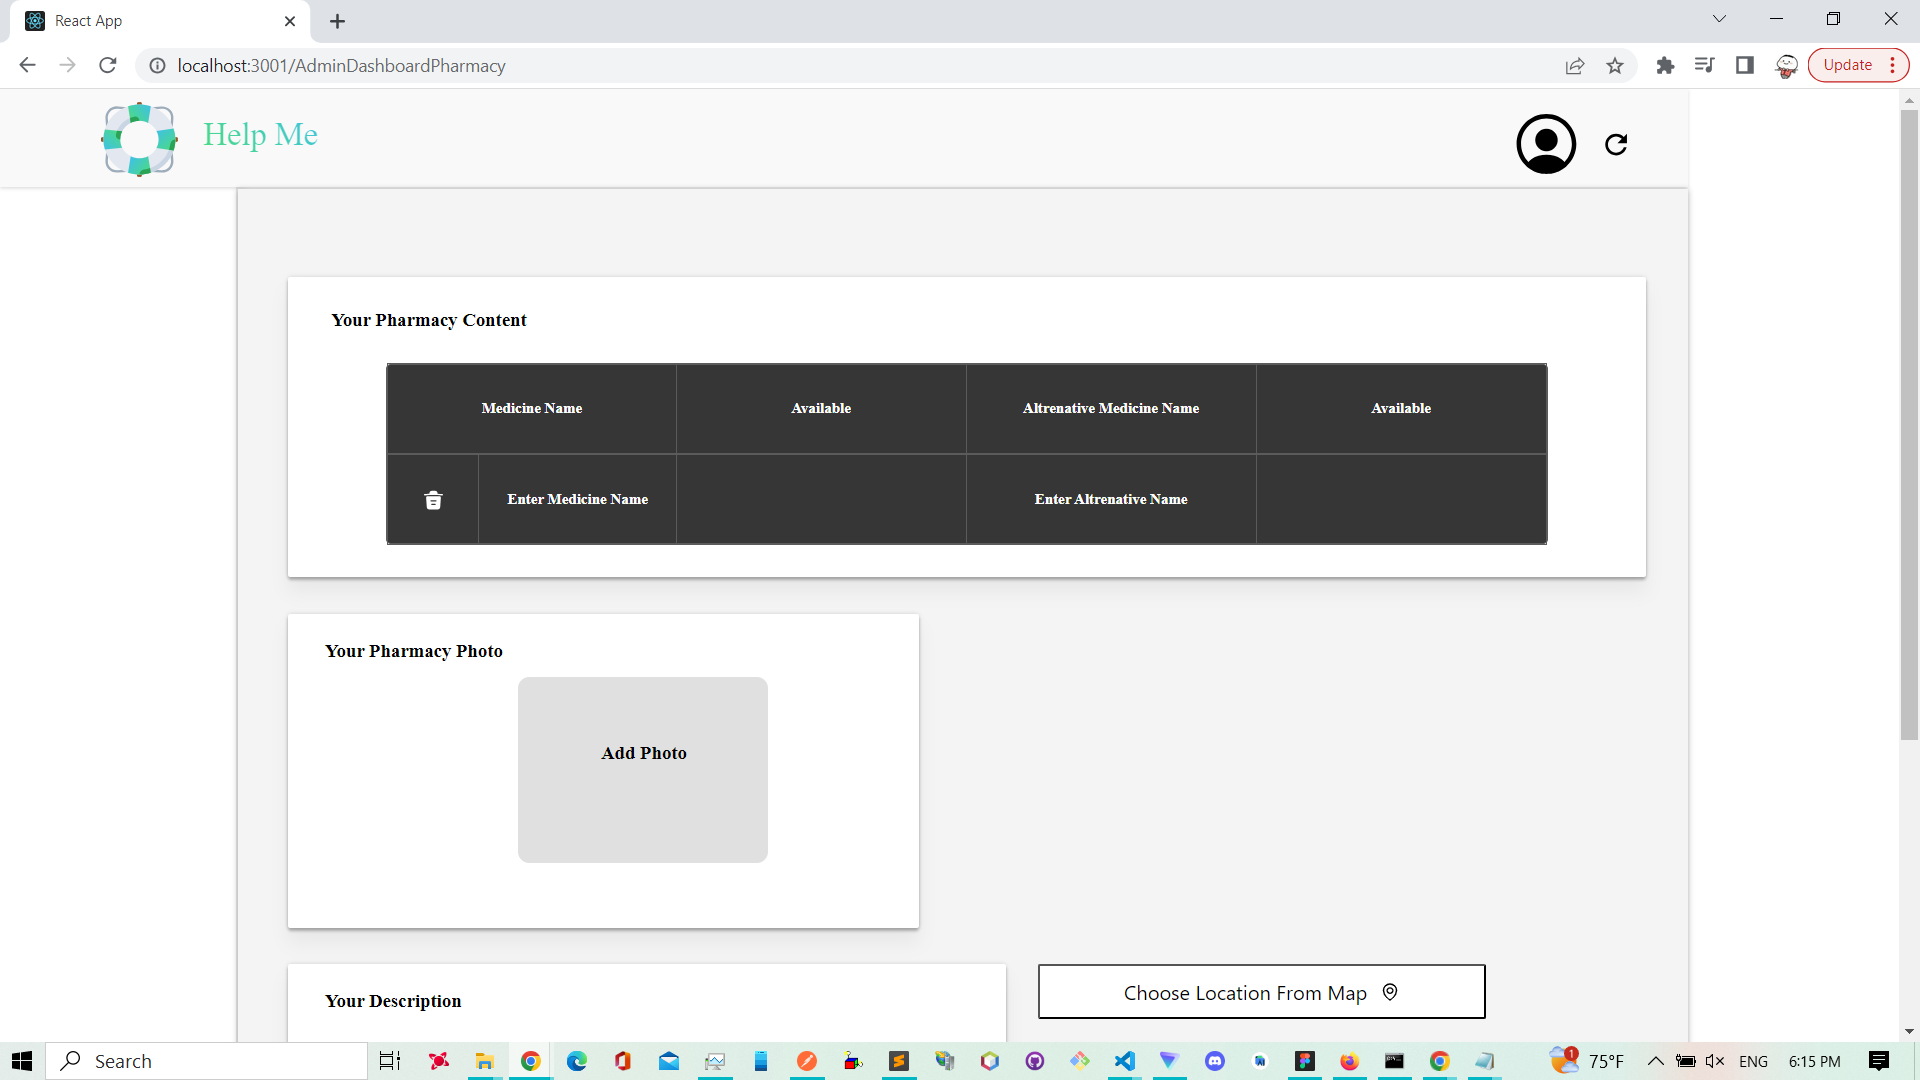 React App
localhost:3001/AdminDashboardPharmacy
Update
Help Me
Your Pharmacy Content
Medicine Name Available Altrenative Medicine Name Available
Enter Medicine Name Enter Altrenative Name
Your Pharmacy Photo
Add Photo
Your Description
Choose Location From Map
Search
1
75°F
ENG
6:15 PM